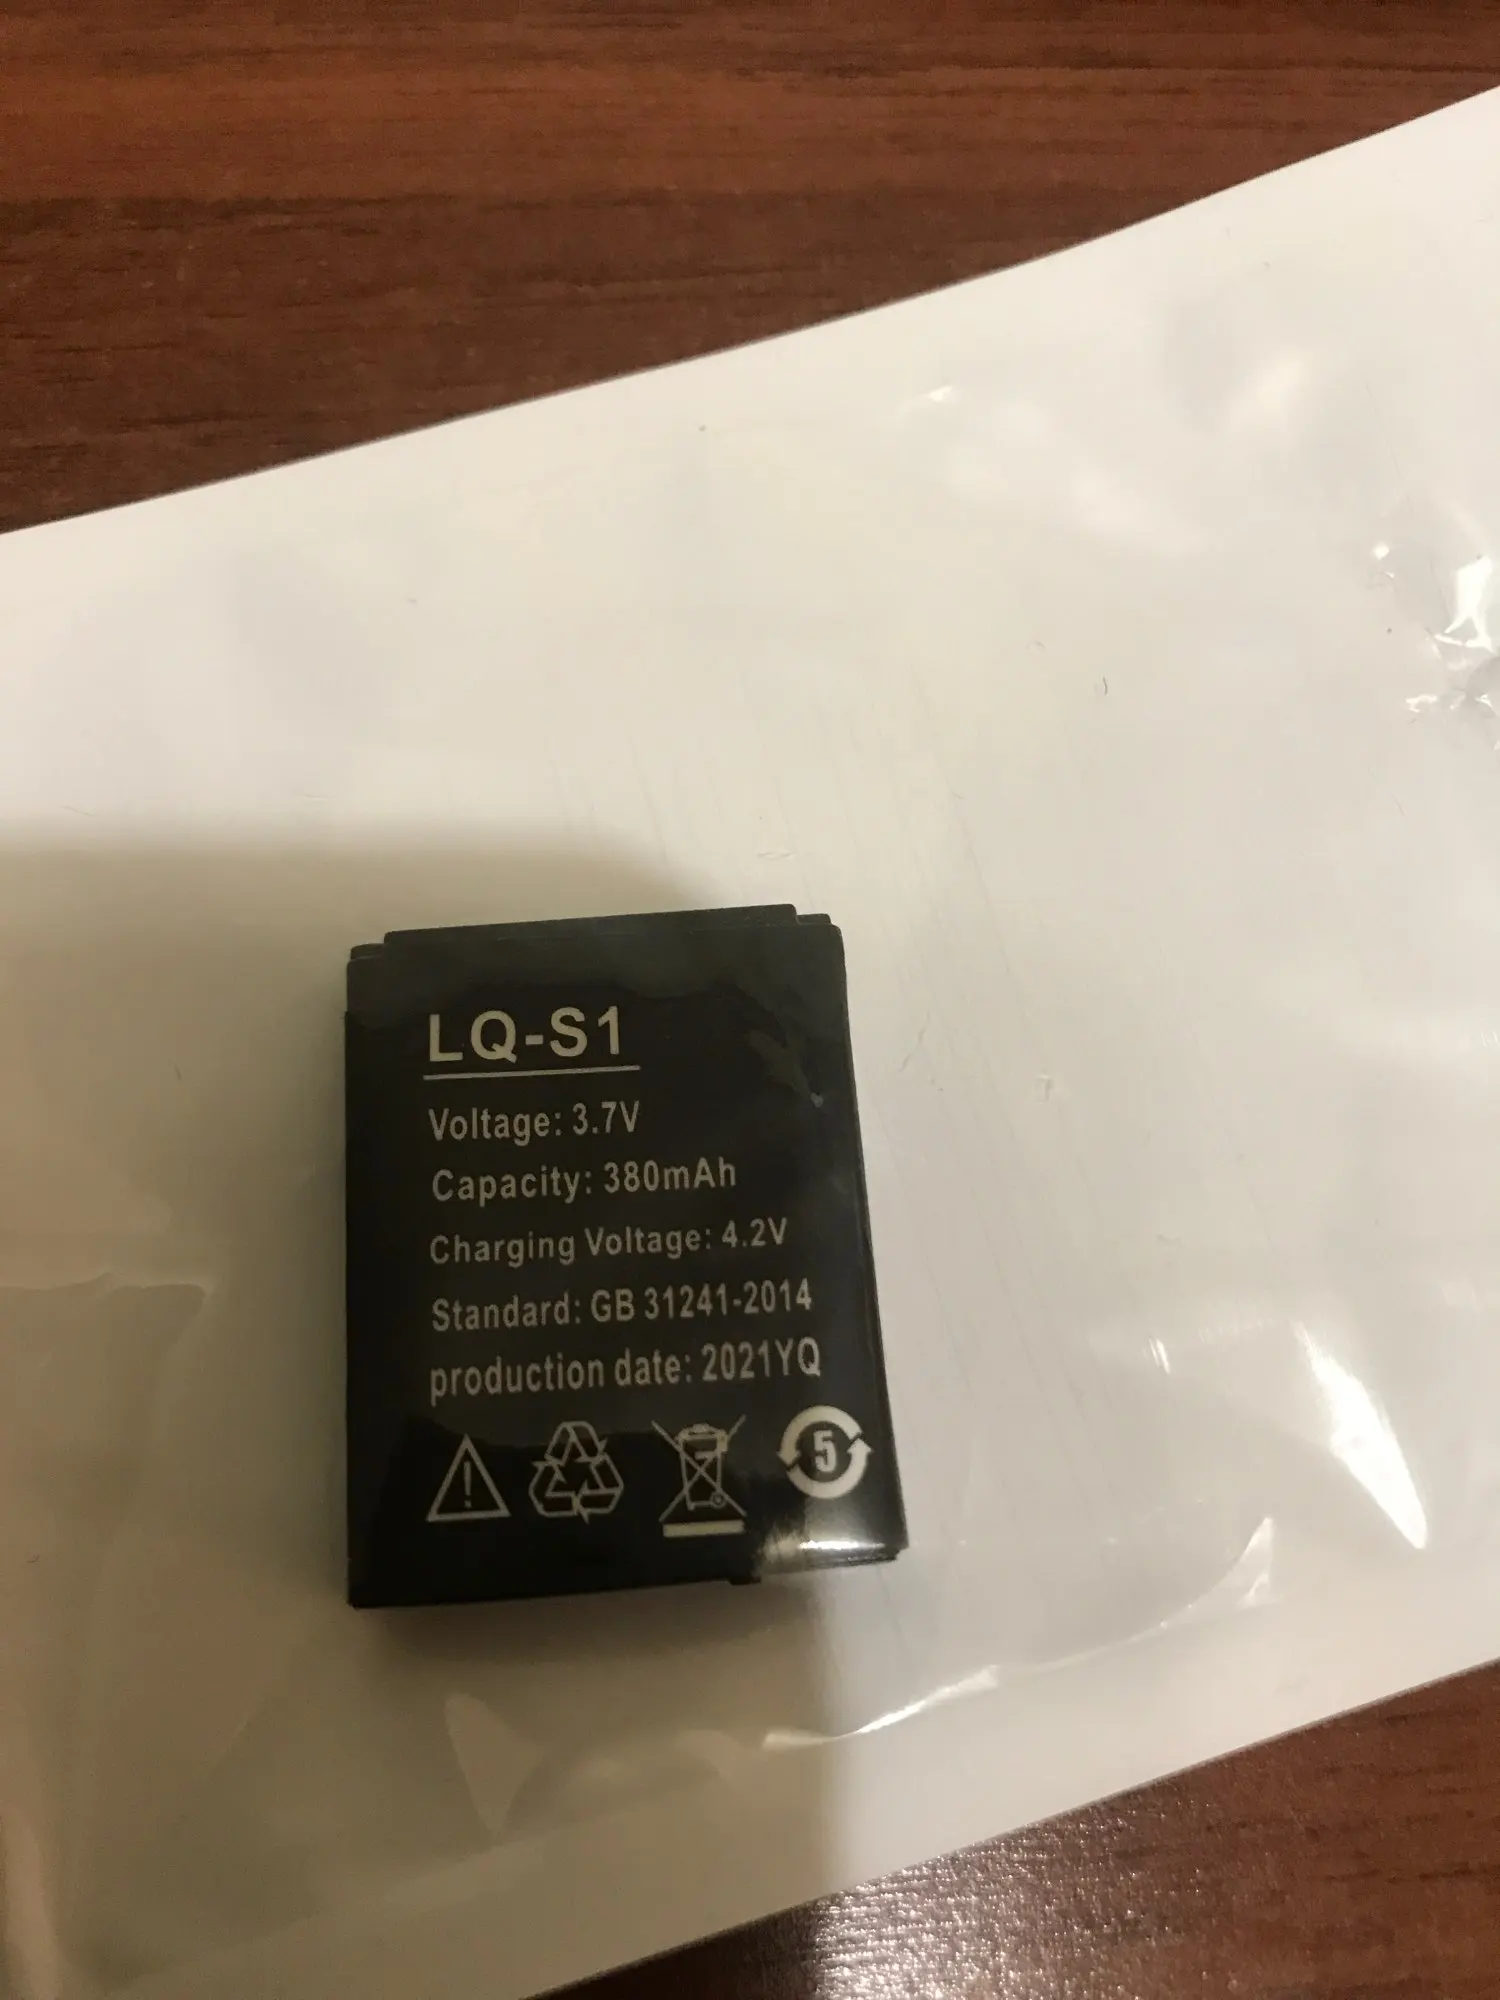 LQ-S1
Voltage: 3.7V
Capacity: 380mAh
Charging Voltage: 4.2V
Standard: GB 31241-2014
production date: 2021YQ
5